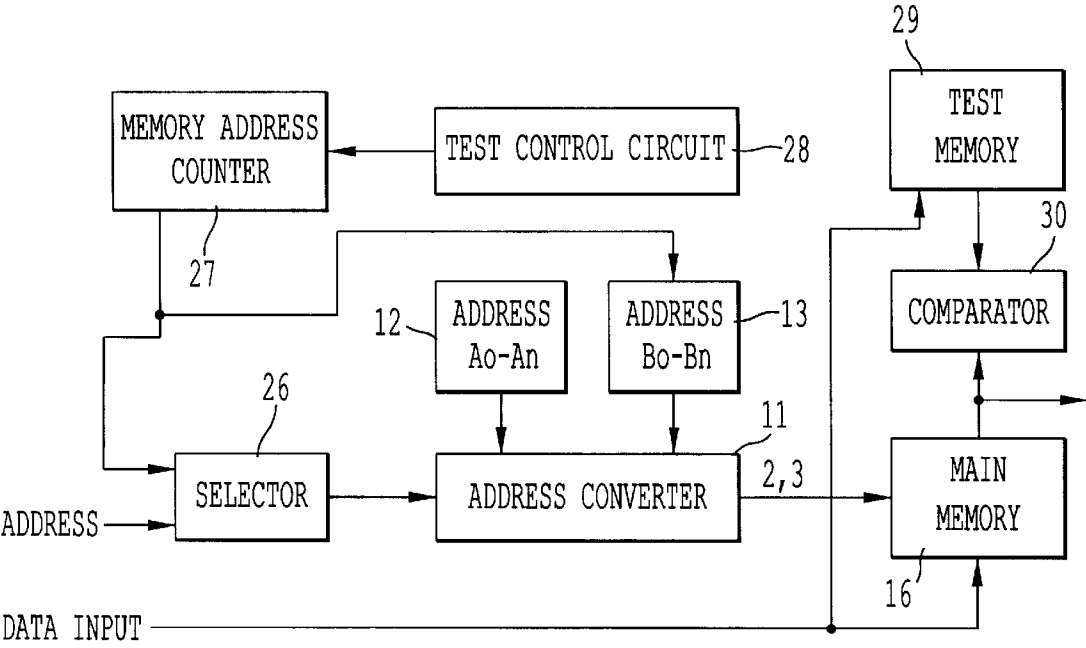 29
TEST
MEMORY
MEMORY ADDRESS
COUNTER
TEST CONTROL CIRCUIT
28
27
30
COMPARATOR
12
ADDRESS
Ao-An
ADDRESS
Bo-Bn
13
26
11
SELECTOR
ADDRESS CONVERTER
2,3
MAIN
MEMORY
ADDRESS
16
DATA INPUT